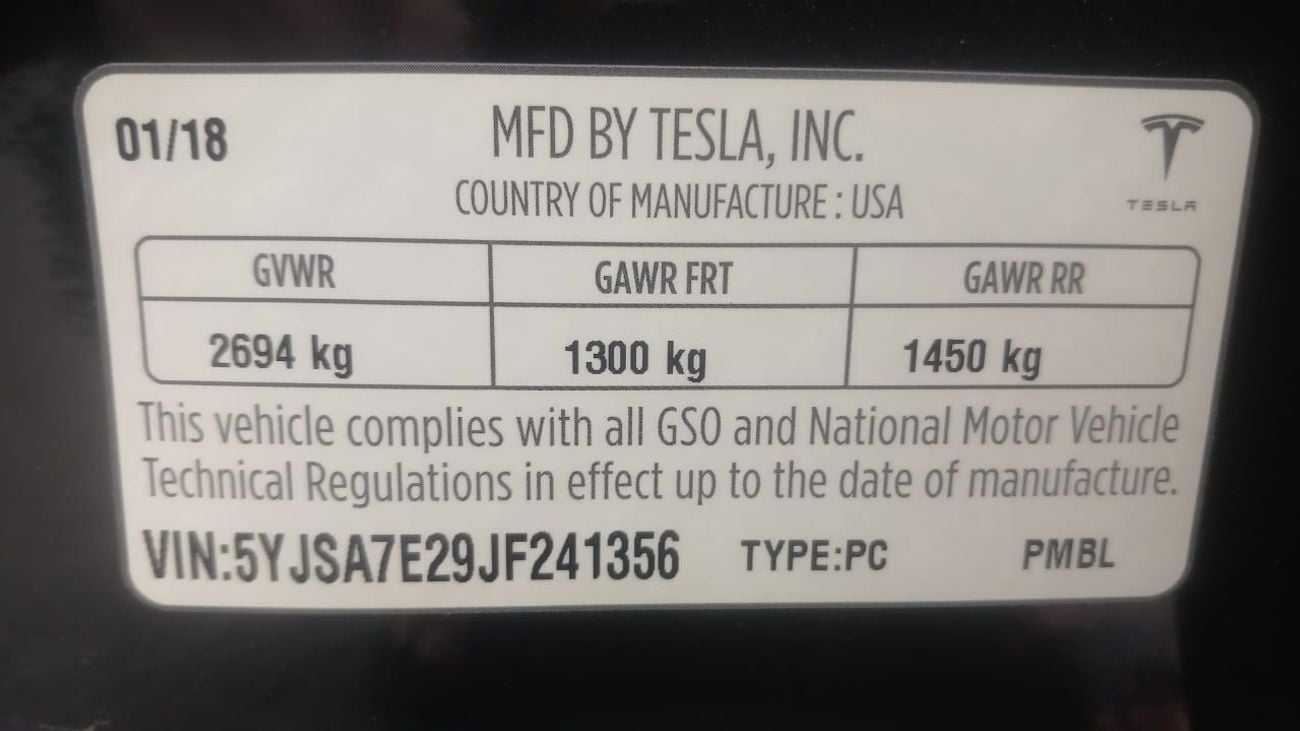 01/18
MFD BY TESLA, INC.
COUNTRY OF MANUFACTURE : USA
TESLA
GVWR GAWR FRT GAWR RR
2694 kg 1300 kg 1450 kg
This vehicle complies with all GSO and National Motor Vehicle
Technical Regulations in effect up to the date of manufacture.
VIN:5YJSA7E29JF241356 TYPE:PC PMBL